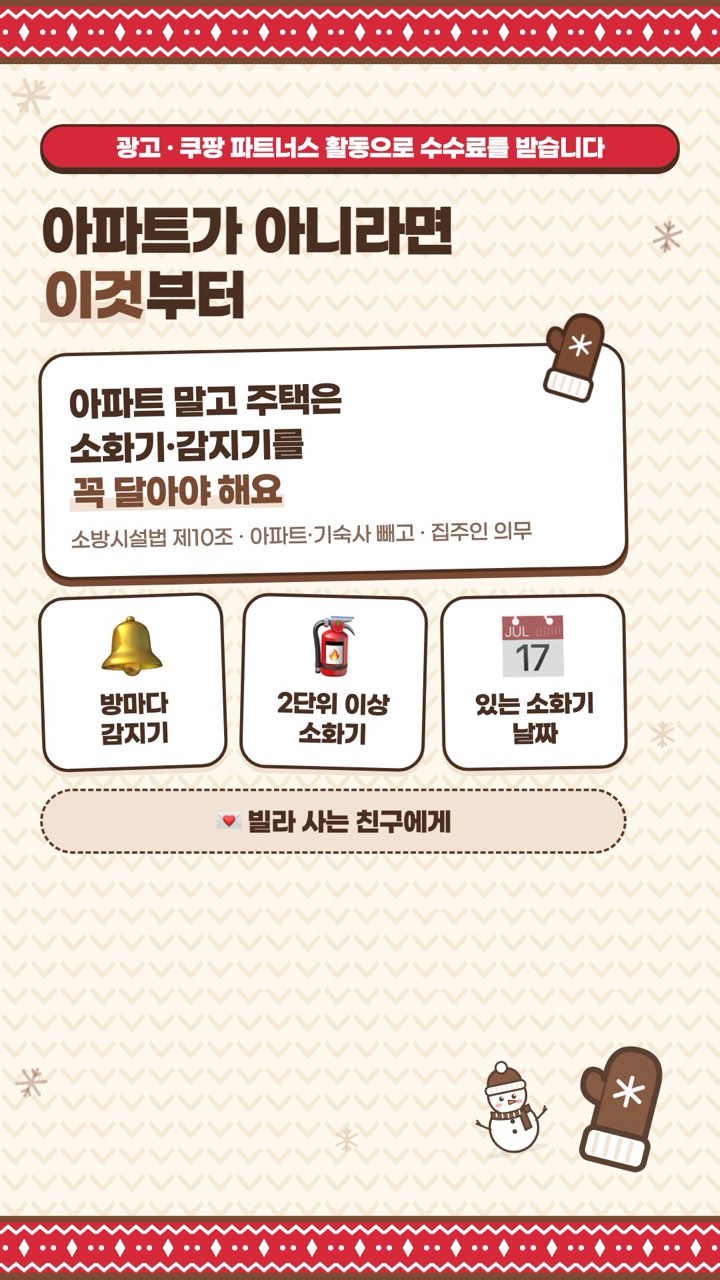 광고 · 쿠팡 파트너스 활동으로 수수료를 받습니다
아파트가 아니라면
이것부터
아파트 말고 주택은
소화기·감지기를
꼭 달아야 해요
소방시설법 제10조 · 아파트·기숙사 빼고 · 집주인 의무
방마다
감지기
2단위 이상
소화기
JUL
17
있는 소화기
날짜
빌라 사는 친구에게